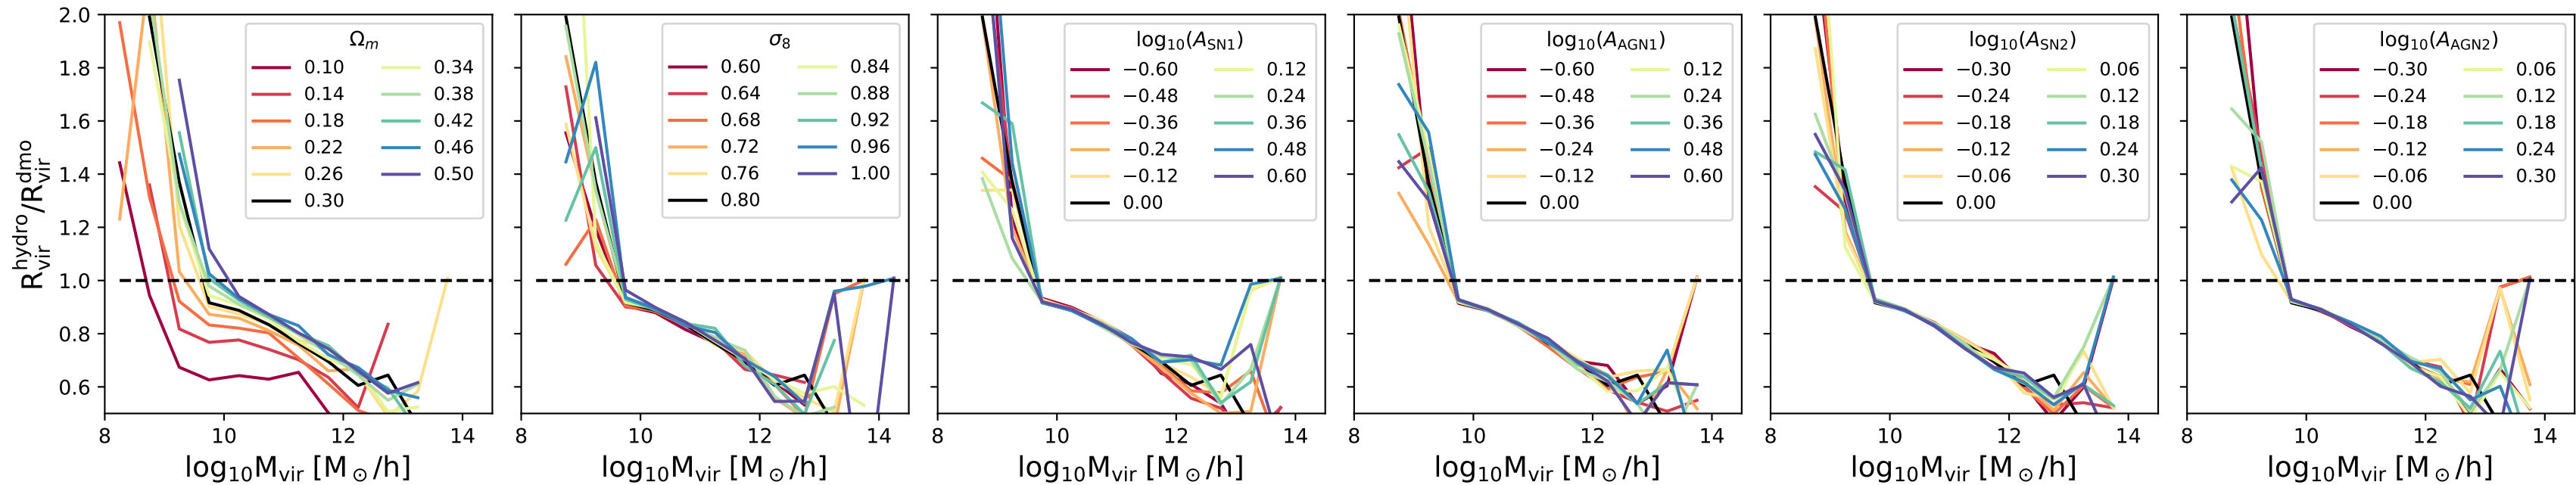 R_vir^hydro/R_vir^dmo
2.0
1.8
1.6
1.4
1.2
1.0
0.8
0.6
Ω_m
0.10 0.34
0.14 0.38
0.18 0.42
0.22 0.46
0.26 0.50
0.30
8 10 12 14
log₁₀M_vir [M_⊙/h]
σ₈
0.60 0.84
0.64 0.88
0.68 0.92
0.72 0.96
0.76 1.00
0.80
8 10 12 14
log₁₀M_vir [M_⊙/h]
log₁₀(A_SN1)
−0.60 0.12
−0.48 0.24
−0.36 0.36
−0.24 0.48
−0.12 0.60
0.00
8 10 12 14
log₁₀M_vir [M_⊙/h]
log₁₀(A_AGN1)
−0.60 0.12
−0.48 0.24
−0.36 0.36
−0.24 0.48
−0.12 0.60
0.00
8 10 12 14
log₁₀M_vir [M_⊙/h]
log₁₀(A_SN2)
−0.30 0.06
−0.24 0.12
−0.18 0.18
−0.12 0.24
−0.06 0.30
0.00
8 10 12 14
log₁₀M_vir [M_⊙/h]
log₁₀(A_AGN2)
−0.30 0.06
−0.24 0.12
−0.18 0.18
−0.12 0.24
−0.06 0.30
0.00
8 10 12 14
log₁₀M_vir [M_⊙/h]